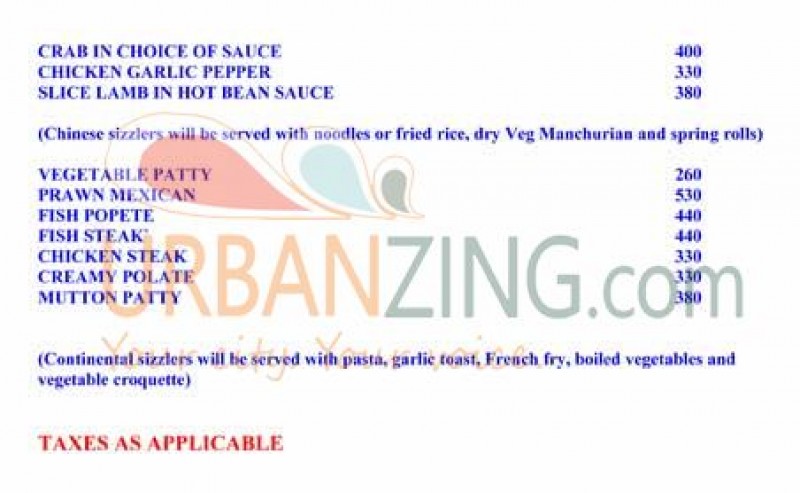 CRAB IN CHOICE OF SAUCE 400
CHICKEN GARLIC PEPPER 330
SLICE LAMB IN HOT BEAN SAUCE 380
(Chinese sizzlers will be served with noodles or fried rice, dry Veg Manchurian and spring rolls)
VEGETABLE PATTY 260
PRAWN MEXICAN 530
FISH POPETE 440
FISH STEAK 440
CHICKEN STEAK 330
CREAMY POLATE 330
MUTTON PATTY 380
URBANZING.com
Your city. Your voice.
(Continental sizzlers will be served with pasta, garlic toast, French fry, boiled vegetables and
vegetable croquette)
TAXES AS APPLICABLE